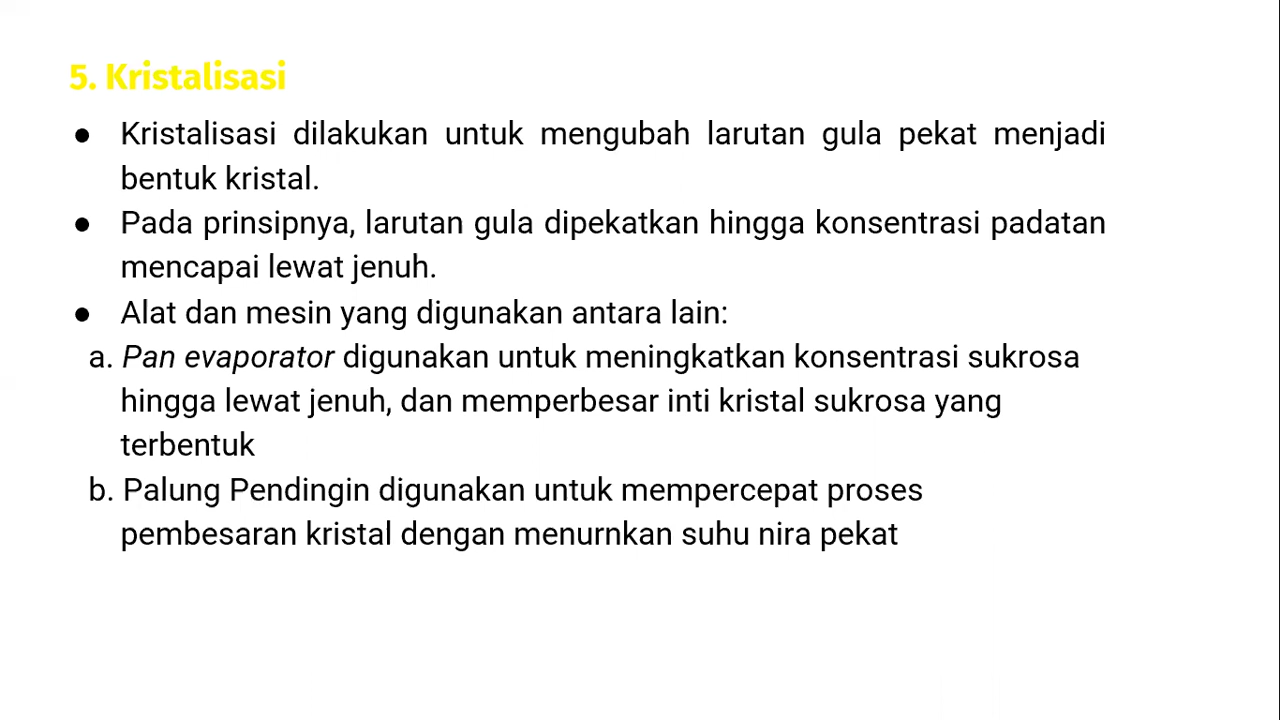 5. Kristalisasi
● Kristalisasi dilakukan untuk mengubah larutan gula pekat menjadi
bentuk kristal.
● Pada prinsipnya, larutan gula dipekatkan hingga konsentrasi padatan
mencapai lewat jenuh.
● Alat dan mesin yang digunakan antara lain:
a. Pan evaporator digunakan untuk meningkatkan konsentrasi sukrosa
hingga lewat jenuh, dan memperbesar inti kristal sukrosa yang
terbentuk
b. Palung Pendingin digunakan untuk mempercepat proses
pembesaran kristal dengan menurnkan suhu nira pekat